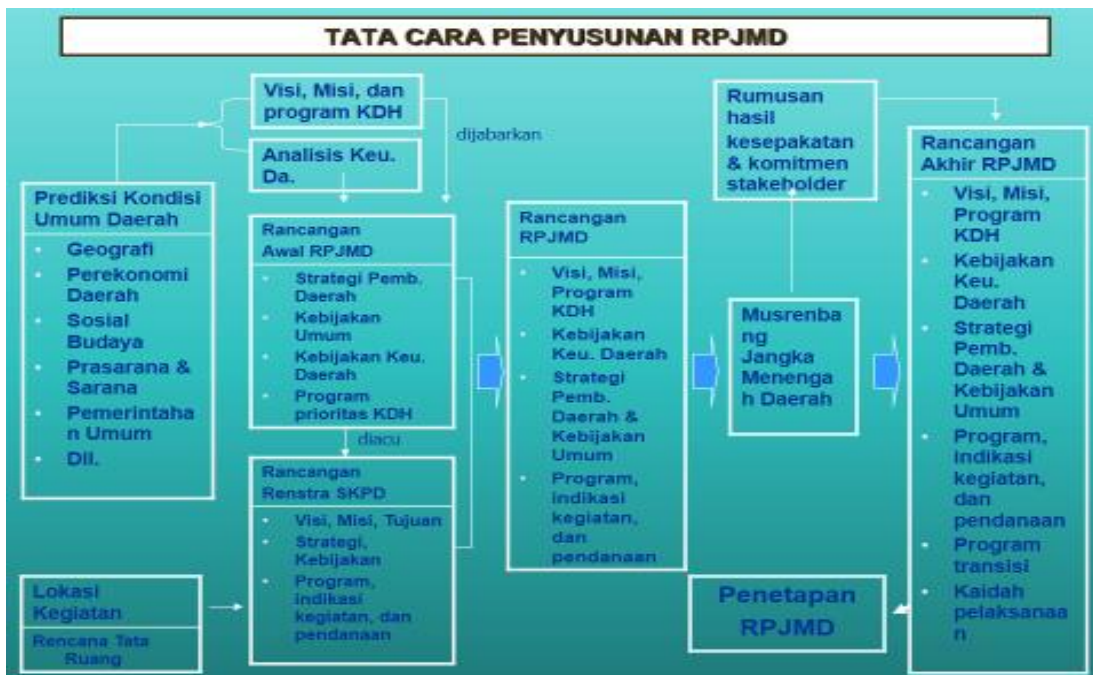 TATA CARA PENYUSUNAN RPJMD
Visi, Misi, dan
program KDH
dijabarkan
Analisis Keu.
Da.
Prediksi Kondisi
Umum Daerah
• Geografi
• Perekonomi
Daerah
• Sosial
Budaya
• Prasarana &
Sarana
• Pemerintaha
n Umum
• Dll.
Rancangan
Awal RPJMD
• Strategi Pemb.
Daerah
• Kebijakan
Umum
• Kebijakan Keu.
Daerah
• Program
prioritas KDH
diacu
Rancangan
Renstra SKPD
• Visi, Misi, Tujuan
• Strategi,
Kebijakan
• Program,
indikasi
kegiatan, dan
pendanaan
Lokasi
Kegiatan
Rencana Tata
Ruang
Rancangan
RPJMD
• Visi, Misi,
Program
KDH
• Kebijakan
Keu. Daerah
• Strategi
Pemb.
Daerah &
Kebijakan
Umum
• Program,
indikasi
kegiatan,
dan
pendanaan
Rumusan
hasil
kesepakatan
& komitmen
stakeholder
Musrenba
ng
Jangka
Menenga
h Daerah
Rancangan
Akhir RPJMD
• Visi, Misi,
Program
KDH
• Kebijakan
Keu.
Daerah
• Strategi
Pemb.
Daerah &
Kebijakan
Umum
• Program,
indikasi
kegiatan,
dan
pendanaan
• Program
transisi
• Kaidah
pelaksanaa
n
Penetapan
RPJMD